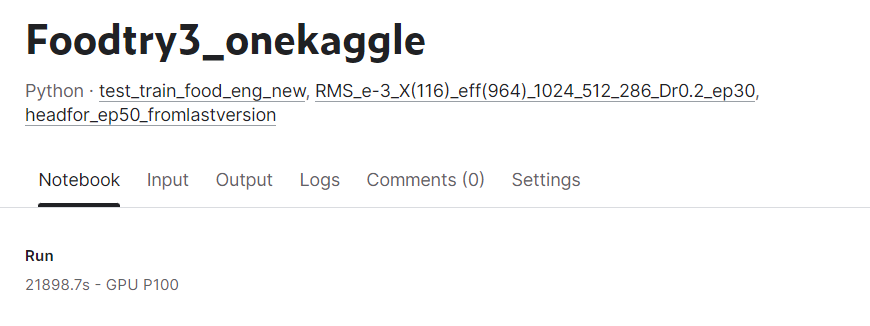 Foodtry3_onekaggle
Python · test_train_food_eng_new, RMS_e-3_X(116)_eff(964)_1024_512_286_Dr0.2_ep30,
headfor_ep50_fromlastversion
Notebook Input Output Logs Comments (0) Settings
Run
21898.7s - GPU P100